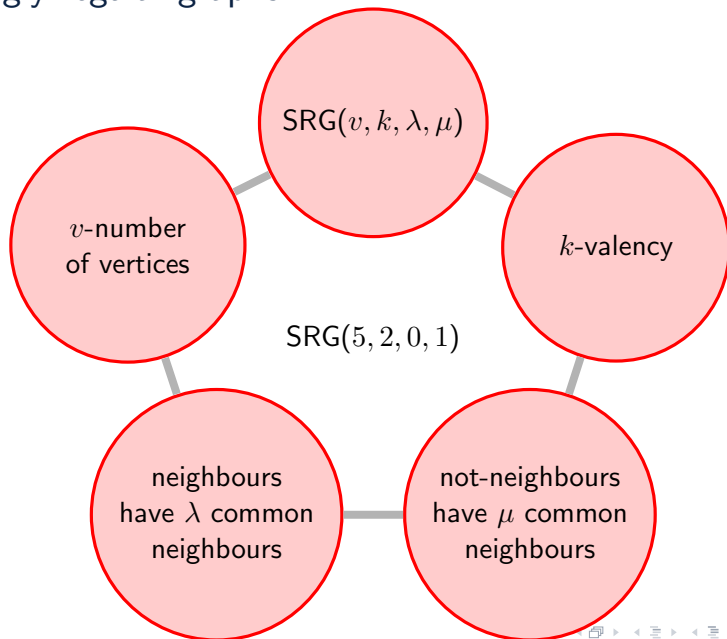 SRG(v, k, λ, μ)
v-number
of vertices
k-valency
SRG(5, 2, 0, 1)
neighbours
have λ common
neighbours
not-neighbours
have μ common
neighbours